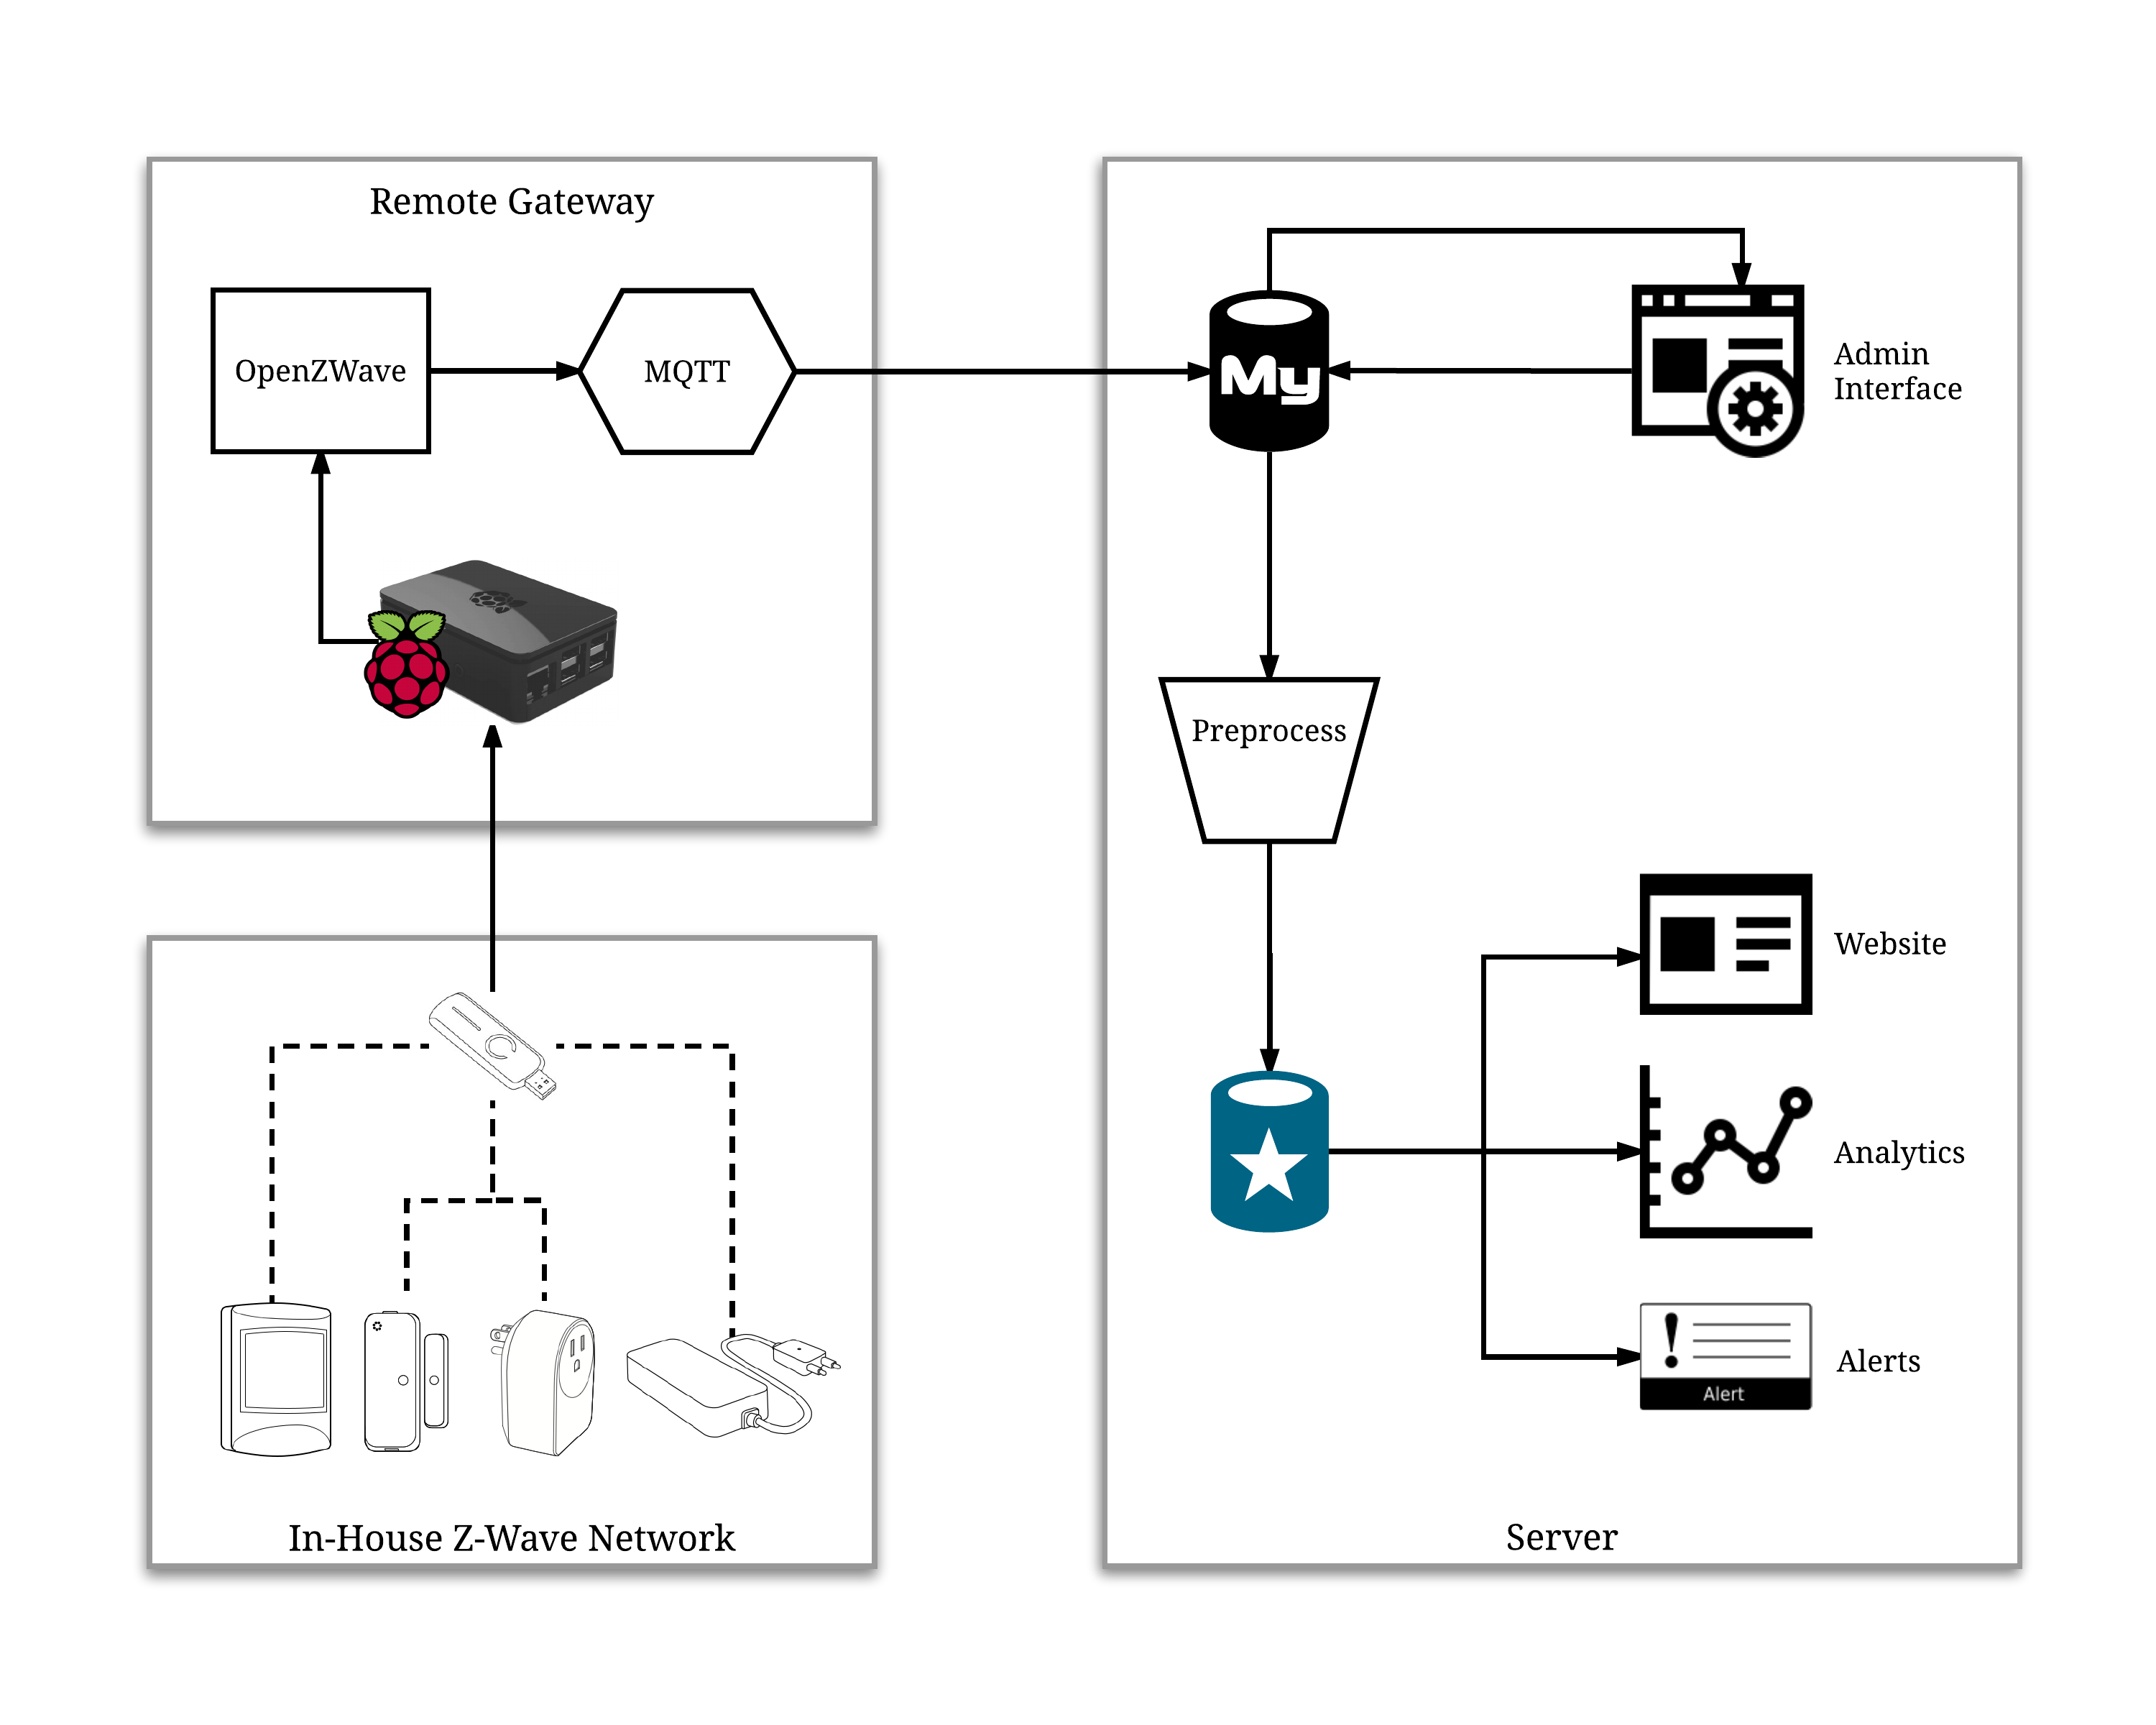 Remote Gateway
OpenZWave
MQTT
My
Admin
Interface
Preprocess
Website
Analytics
Alerts
Alert
In-House Z-Wave Network
Server